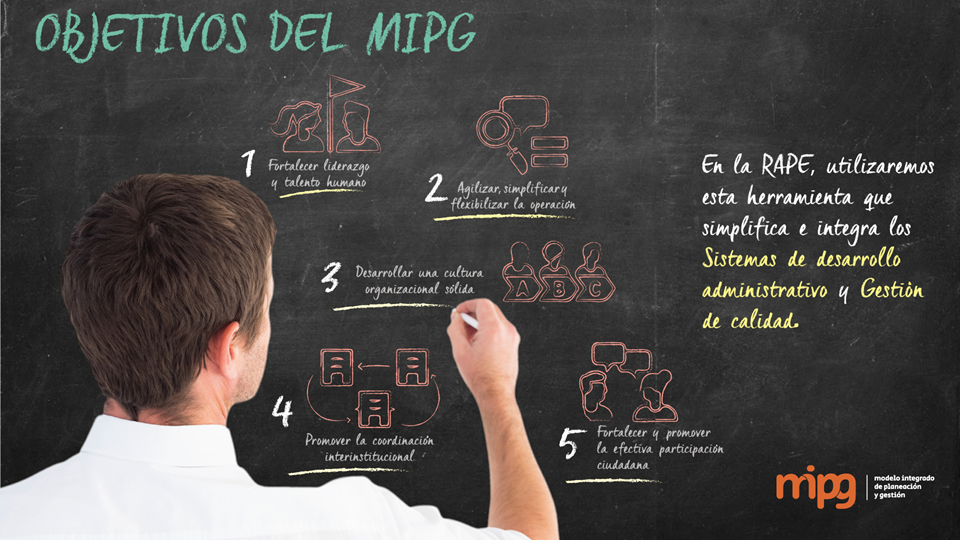 OBJETIVOS DEL MIPG
1
Fortalecer liderazgo
y talento humano
2
Agilizar, simplificar y
flexibilizar la operación
3
Desarrollar una cultura
organizacional sólida
A B C
4
Promover la coordinación
interinstitucional
5
Fortalecer y promover
la efectiva participación
ciudadana
En la RAPE, utilizaremos
esta herramienta que
simplifica e integra los
Sistemas de desarrollo
administrativo y Gestión
de calidad.
mipg
modelo integrado
de planeación
y gestión